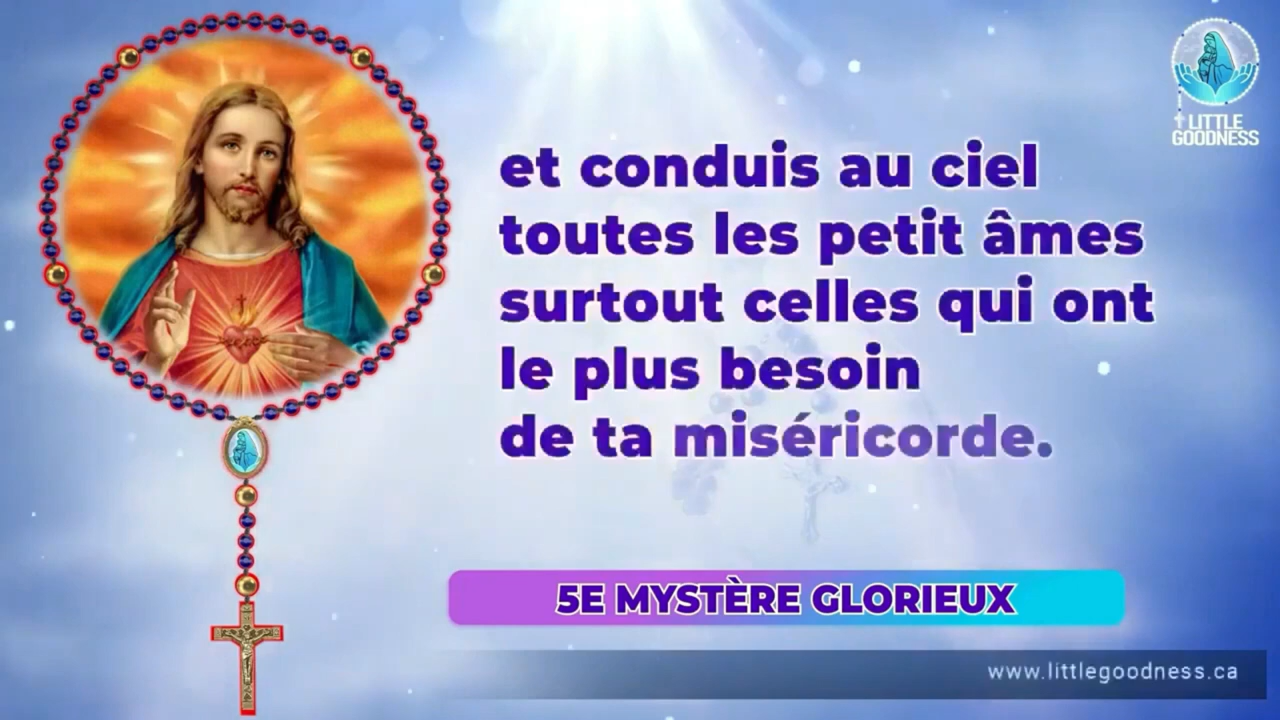 LITTLE
GOODNESS
et conduis au ciel
toutes les petit âmes
surtout celles qui ont
le plus besoin
de ta miséricorde.
5E MYSTÈRE GLORIEUX
www.littlegoodness.ca